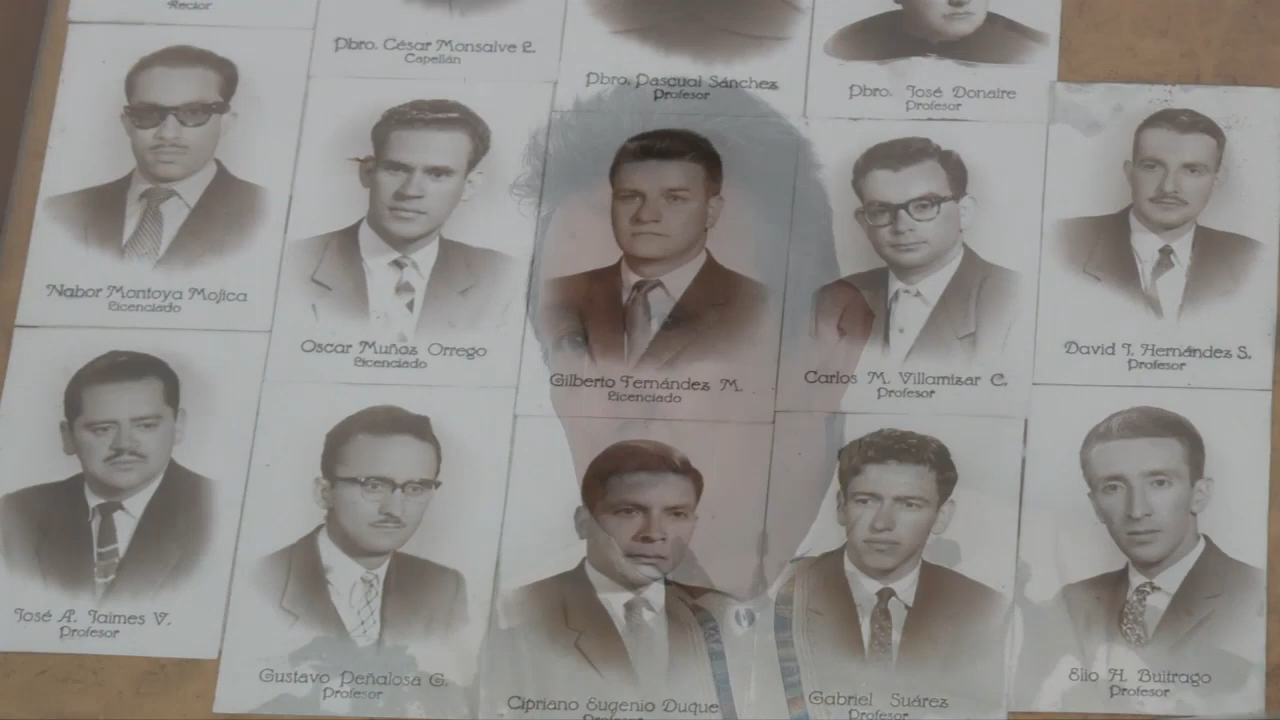 Rector
Pbro. César Monsalve L.
Capellán
Pbro. Pascual Sánchez
Profesor
Pbro. José Donaire
Profesor
Nabor Montoya Mojica
Licenciado
Oscar Muñoz Orrego
Licenciado
Gilberto Fernández M.
Licenciado
Carlos M. Villamizar C.
Profesor
David J. Hernández S.
Profesor
José A. Jaimes V.
Profesor
Gustavo Peñalosa G.
Profesor
Cipriano Eugenio Duque
Profesor
Gabriel Suárez
Profesor
Elio H. Buitrago
Profesor